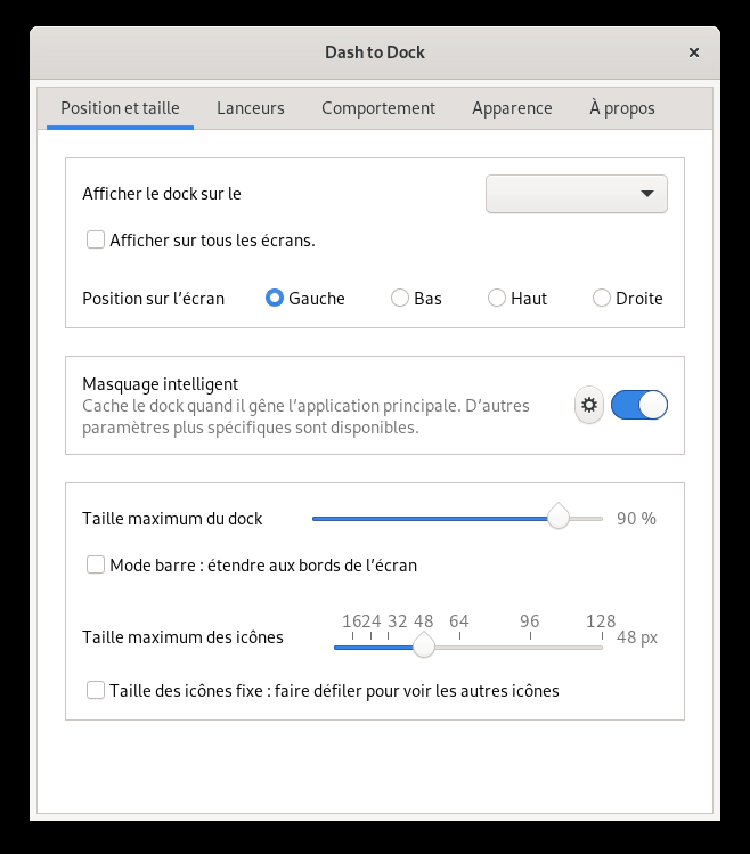 Dash to Dock
Position et taille Lanceurs Comportement Apparence À propos
Afficher le dock sur le
Afficher sur tous les écrans.
Position sur l'écran Gauche Bas Haut Droite
Masquage intelligent
Cache le dock quand il gêne l'application principale. D'autres
paramètres plus spécifiques sont disponibles.
Taille maximum du dock 90 %
Mode barre : étendre aux bords de l'écran
16 24 32 48 64 96 128
Taille maximum des icônes 48 px
Taille des icônes fixe : faire défiler pour voir les autres icônes